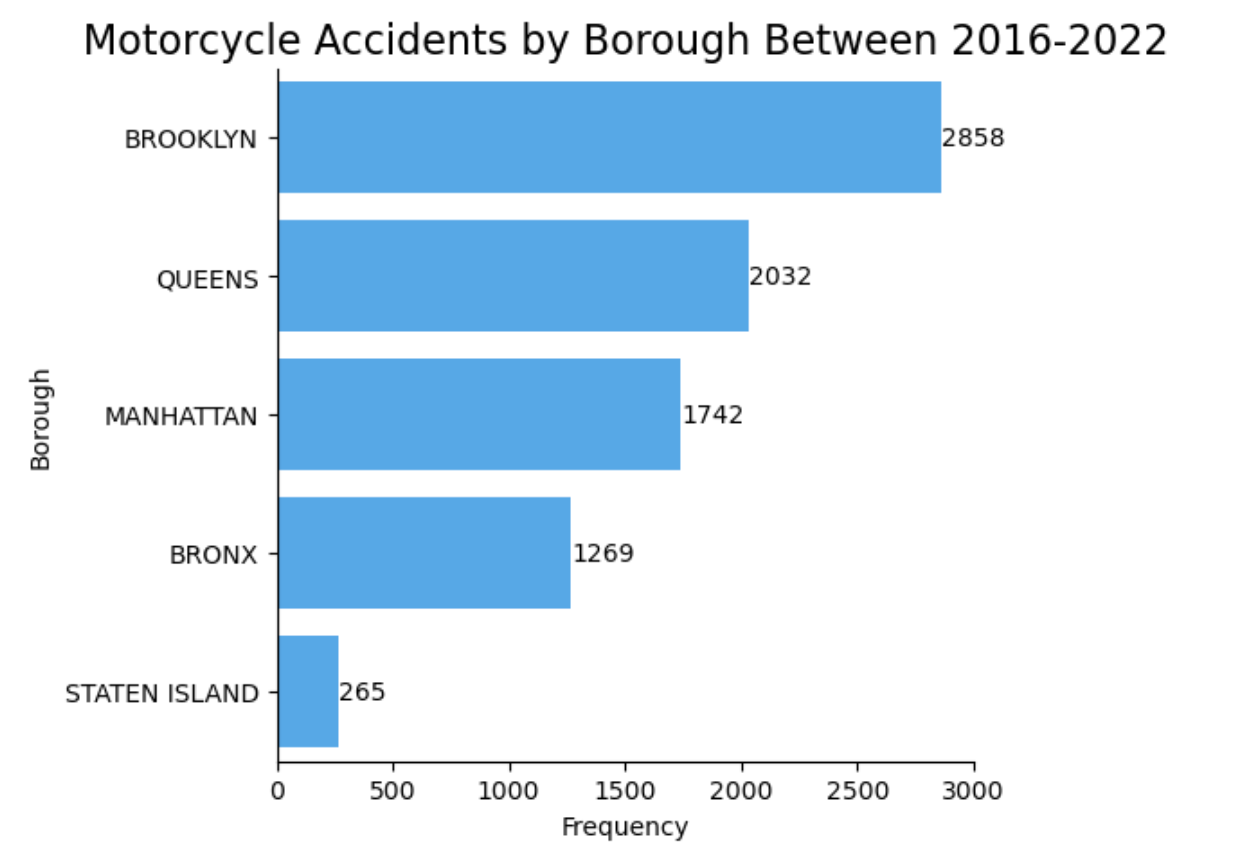 Motorcycle Accidents by Borough Between 2016-2022
BROOKLYN
2858
QUEENS
2032
MANHATTAN
1742
BRONX
1269
STATEN ISLAND
265
Borough
0 500 1000 1500 2000 2500 3000
Frequency